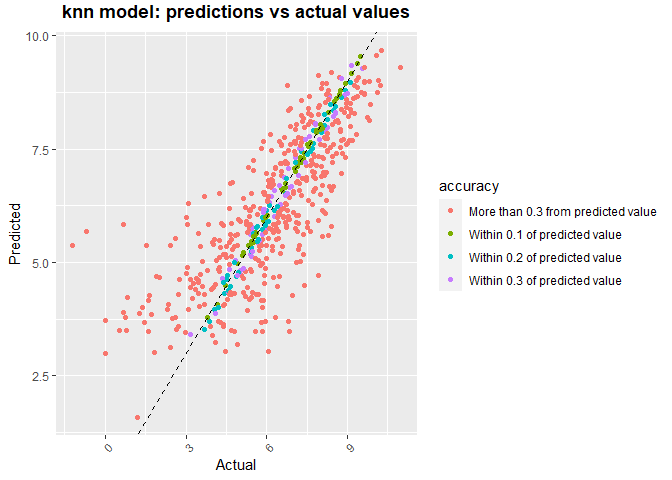 knn model: predictions vs actual values
10.0
7.5
5.0
2.5
Predicted
0
3
6
9
Actual
accuracy
More than 0.3 from predicted value
Within 0.1 of predicted value
Within 0.2 of predicted value
Within 0.3 of predicted value